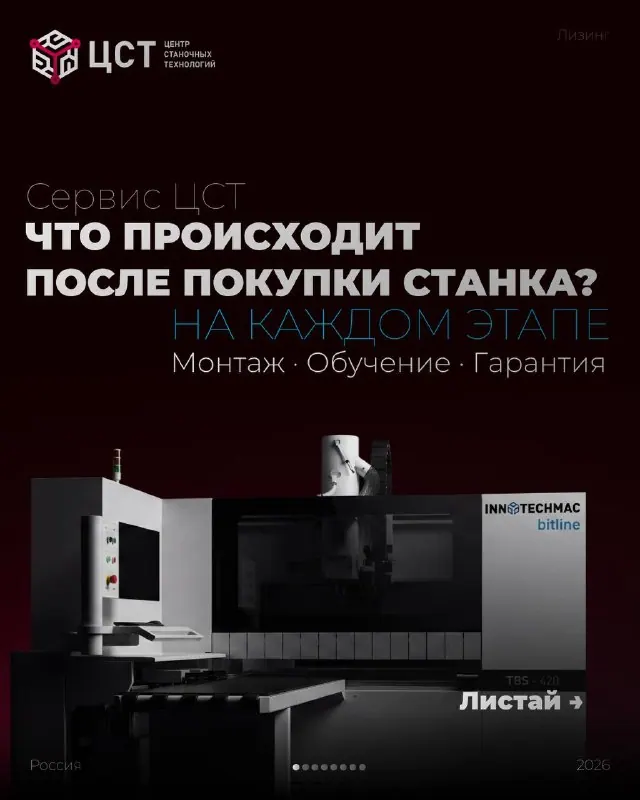 ЦСТ
ЦЕНТР
СТАНОЧНЫХ
ТЕХНОЛОГИЙ
Лизинг
Сервис ЦСТ
ЧТО ПРОИСХОДИТ
ПОСЛЕ ПОКУПКИ СТАНКА?
НА КАЖДОМ ЭТАПЕ
Монтаж · Обучение · Гарантия
INNOTECHMAC
bitline
TBS - 420
Листай →
Россия
2026